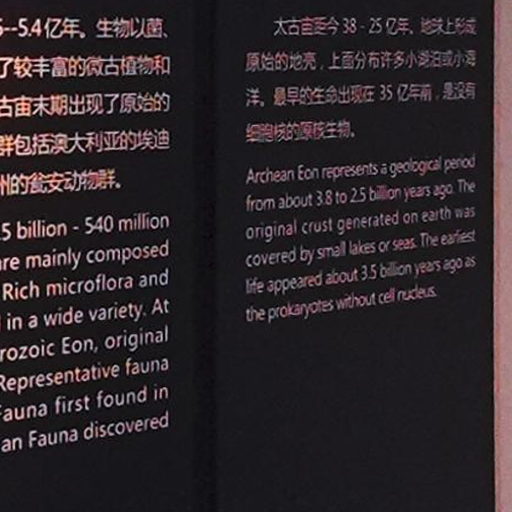 5--5.4 亿年。生物以菌、
了较丰富的微古植物和
古宙末期出现了原始的
群包括澳大利亚的埃迪
州的瓮安动物群。
.5 billion - 540 million
are mainly composed
Rich microflora and
in a wide variety. At
rozoic Eon, original
Representative fauna
Fauna first found in
an Fauna discovered
太古宙距今 38 - 25 亿年。地球上形成
原始的地壳，上面分布许多小湖泊或小海
洋。最早的生命出现在 35 亿年前，是没有
细胞核的原核生物。
Archean Eon represents a geological period
from about 3.8 to 2.5 billion years ago. The
original crust generated on earth was
covered by small lakes or seas. The earliest
life appeared about 3.5 billion years ago as
the prokaryotes without cell nucleus.